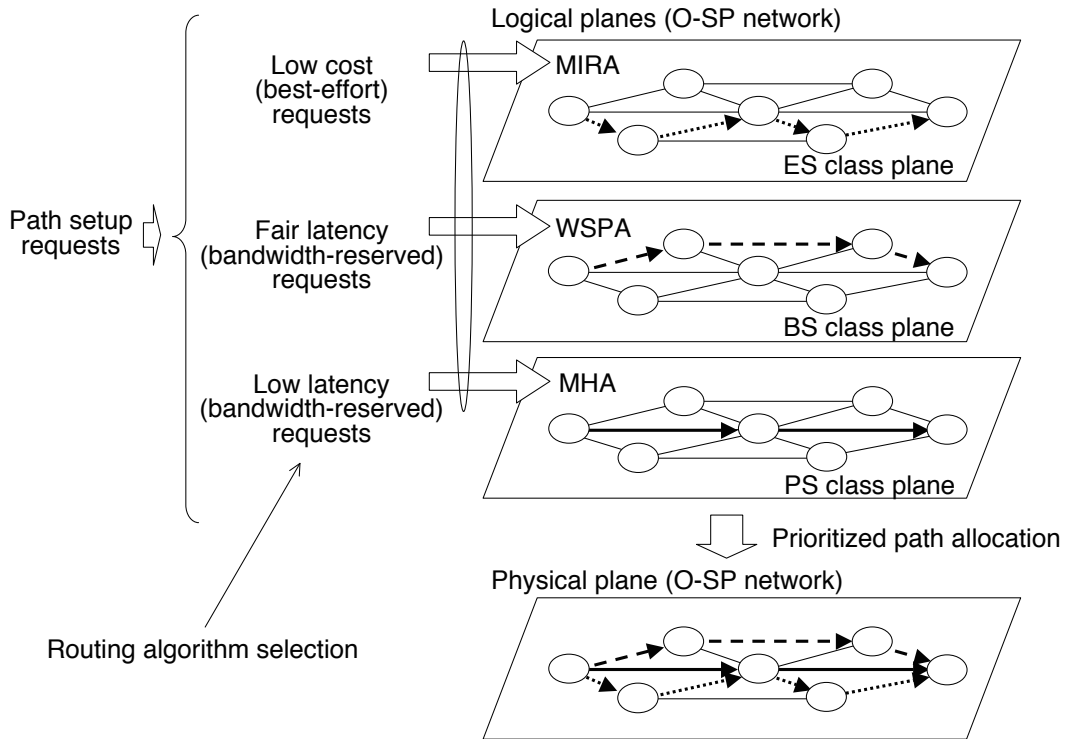 Logical planes (O-SP network)
Path setup
requests
Low cost
(best-effort)
requests
MIRA
ES class plane
Fair latency
(bandwidth-reserved)
requests
WSPA
BS class plane
Low latency
(bandwidth-reserved)
requests
MHA
PS class plane
Prioritized path allocation
Physical plane (O-SP network)
Routing algorithm selection